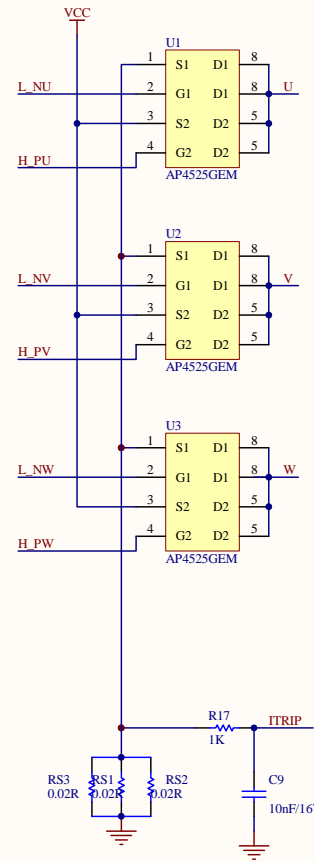 VCC
U1
1 S1 D1 8
L_NU 2 G1 D1 8 U
3 S2 D2 5
H_PU 4 G2 D2 5
AP4525GEM
U2
1 S1 D1 8
L_NV 2 G1 D1 8 V
3 S2 D2 5
H_PV 4 G2 D2 5
AP4525GEM
U3
1 S1 D1 8
L_NW 2 G1 D1 8 W
3 S2 D2 5
H_PW 4 G2 D2 5
AP4525GEM
R17 ITRIP
1K
RS3 RS1 RS2 C9
0.02R 0.02R 0.02R
10nF/16